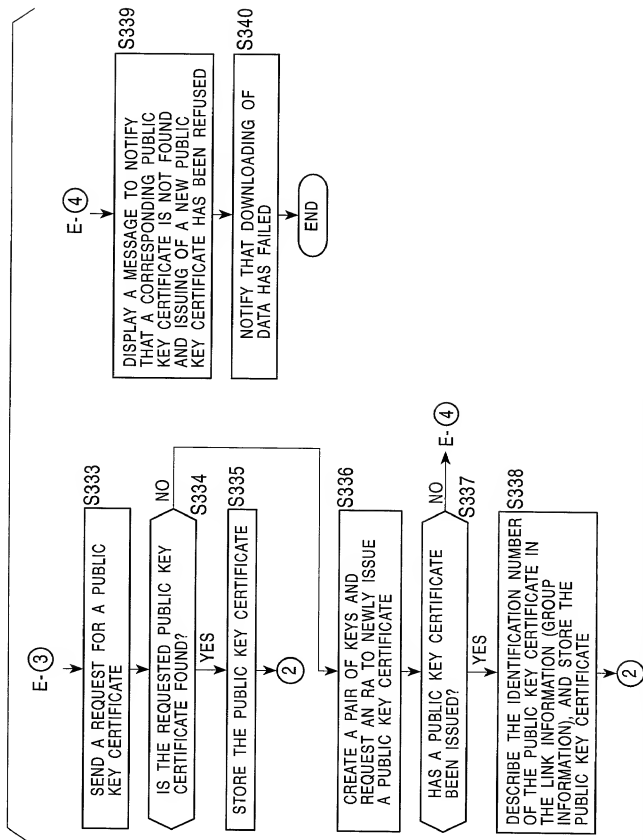 E-③
S333
SEND A REQUEST FOR A PUBLIC
KEY CERTIFICATE
S334
IS THE REQUESTED PUBLIC KEY
CERTIFICATE FOUND?
NO
YES
S335
STORE THE PUBLIC KEY CERTIFICATE
②
S336
CREATE A PAIR OF KEYS AND
REQUEST AN RA TO NEWLY ISSUE
A PUBLIC KEY CERTIFICATE
S337
HAS A PUBLIC KEY CERTIFICATE
BEEN ISSUED?
NO
E-④
YES
S338
DESCRIBE THE IDENTIFICATION NUMBER
OF THE PUBLIC KEY CERTIFICATE IN
THE LINK INFORMATION (GROUP
INFORMATION), AND STORE THE
PUBLIC KEY CERTIFICATE
②
E-④
S339
DISPLAY A MESSAGE TO NOTIFY
THAT A CORRESPONDING PUBLIC
KEY CERTIFICATE IS NOT FOUND
AND ISSUING OF A NEW PUBLIC
KEY CERTIFICATE HAS BEEN REFUSED
S340
NOTIFY THAT DOWNLOADING OF
DATA HAS FAILED
END